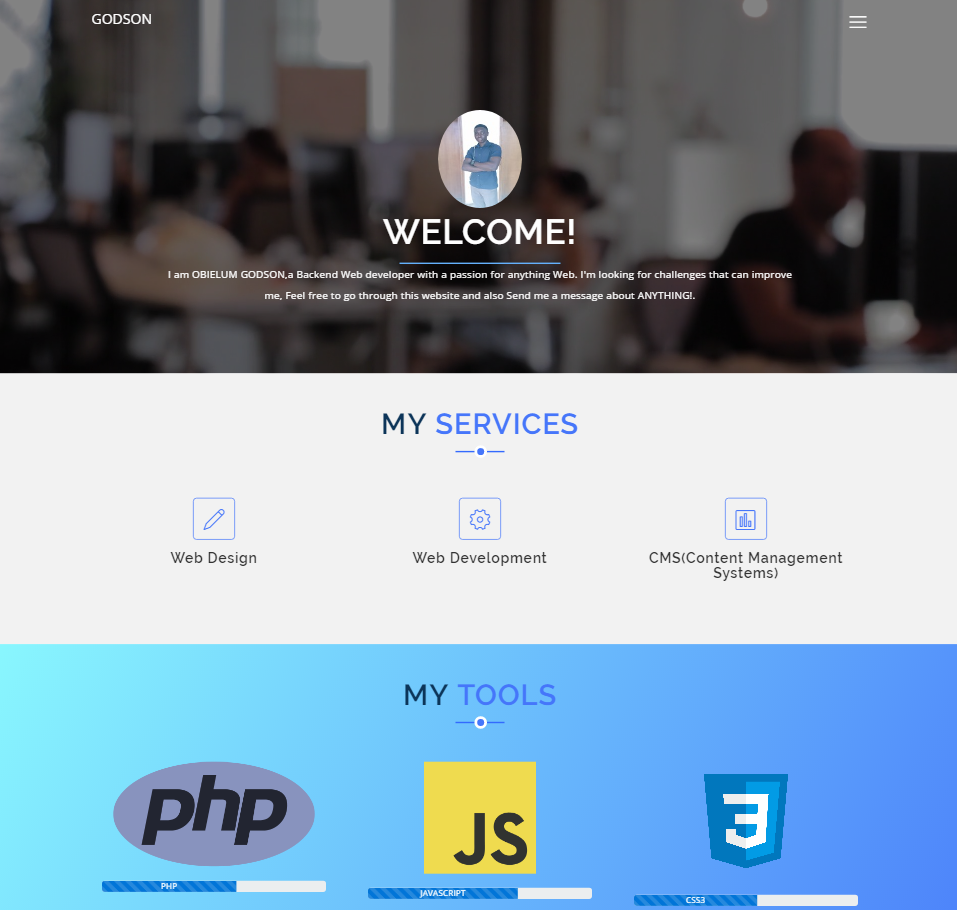 GODSON
WELCOME!
I am OBIELUM GODSON,a Backend Web developer with a passion for anything Web. I'm looking for challenges that can improve
me, Feel free to go through this website and also Send me a message about ANYTHING!.
MY SERVICES
Web Design
Web Development
CMS(Content Management
Systems)
MY TOOLS
php
JS
3
PHP
JAVASCRIPT
CSS3